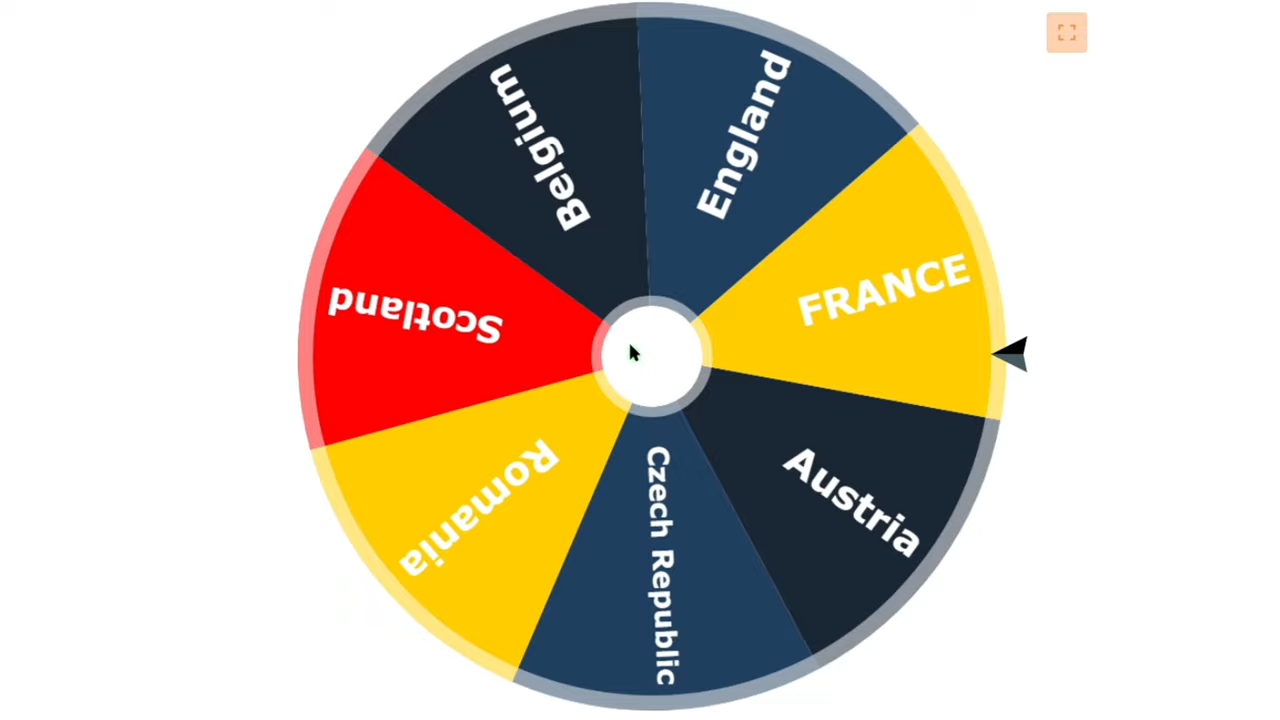 England
FRANCE
Austria
Czech Republic
Romania
Scotland
Belgium